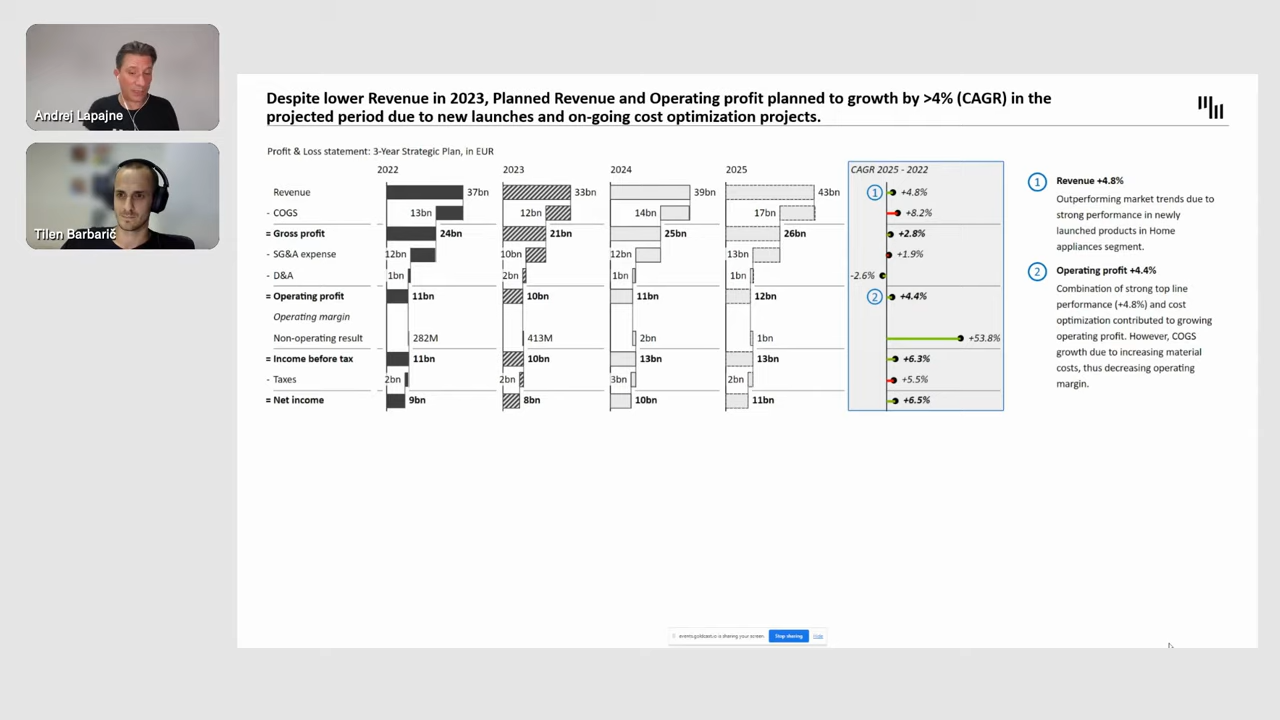 Andrej Lapajne
Tilen Barbarič
Despite lower Revenue in 2023, Planned Revenue and Operating profit planned to growth by >4% (CAGR) in the
projected period due to new launches and on-going cost optimization projects.
Profit & Loss statement: 3-Year Strategic Plan, in EUR
2022 2023 2024 2025 CAGR 2025 - 2022
Revenue 37bn 33bn 39bn 43bn 1 +4.8%
- COGS 13bn 12bn 14bn 17bn +8.2%
= Gross profit 24bn 21bn 25bn 26bn +2.8%
- SG&A expense 12bn 10bn 12bn 13bn +1.9%
- D&A 1bn 2bn 1bn 1bn -2.6%
= Operating profit 11bn 10bn 11bn 12bn 2 +4.4%
Operating margin
Non-operating result 282M 413M 2bn 1bn +53.8%
= Income before tax 11bn 10bn 13bn 13bn +6.3%
- Taxes 2bn 2bn 3bn 2bn +5.5%
= Net income 9bn 8bn 10bn 11bn +6.5%
1 Revenue +4.8%
Outperforming market trends due to
strong performance in newly
launched products in Home
appliances segment.
2 Operating profit +4.4%
Combination of strong top line
performance (+4.8%) and cost
optimization contributed to growing
operating profit. However, COGS
growth due to increasing material
costs, thus decreasing operating
margin.
events.goldcast.io is sharing your screen. Stop sharing Hide